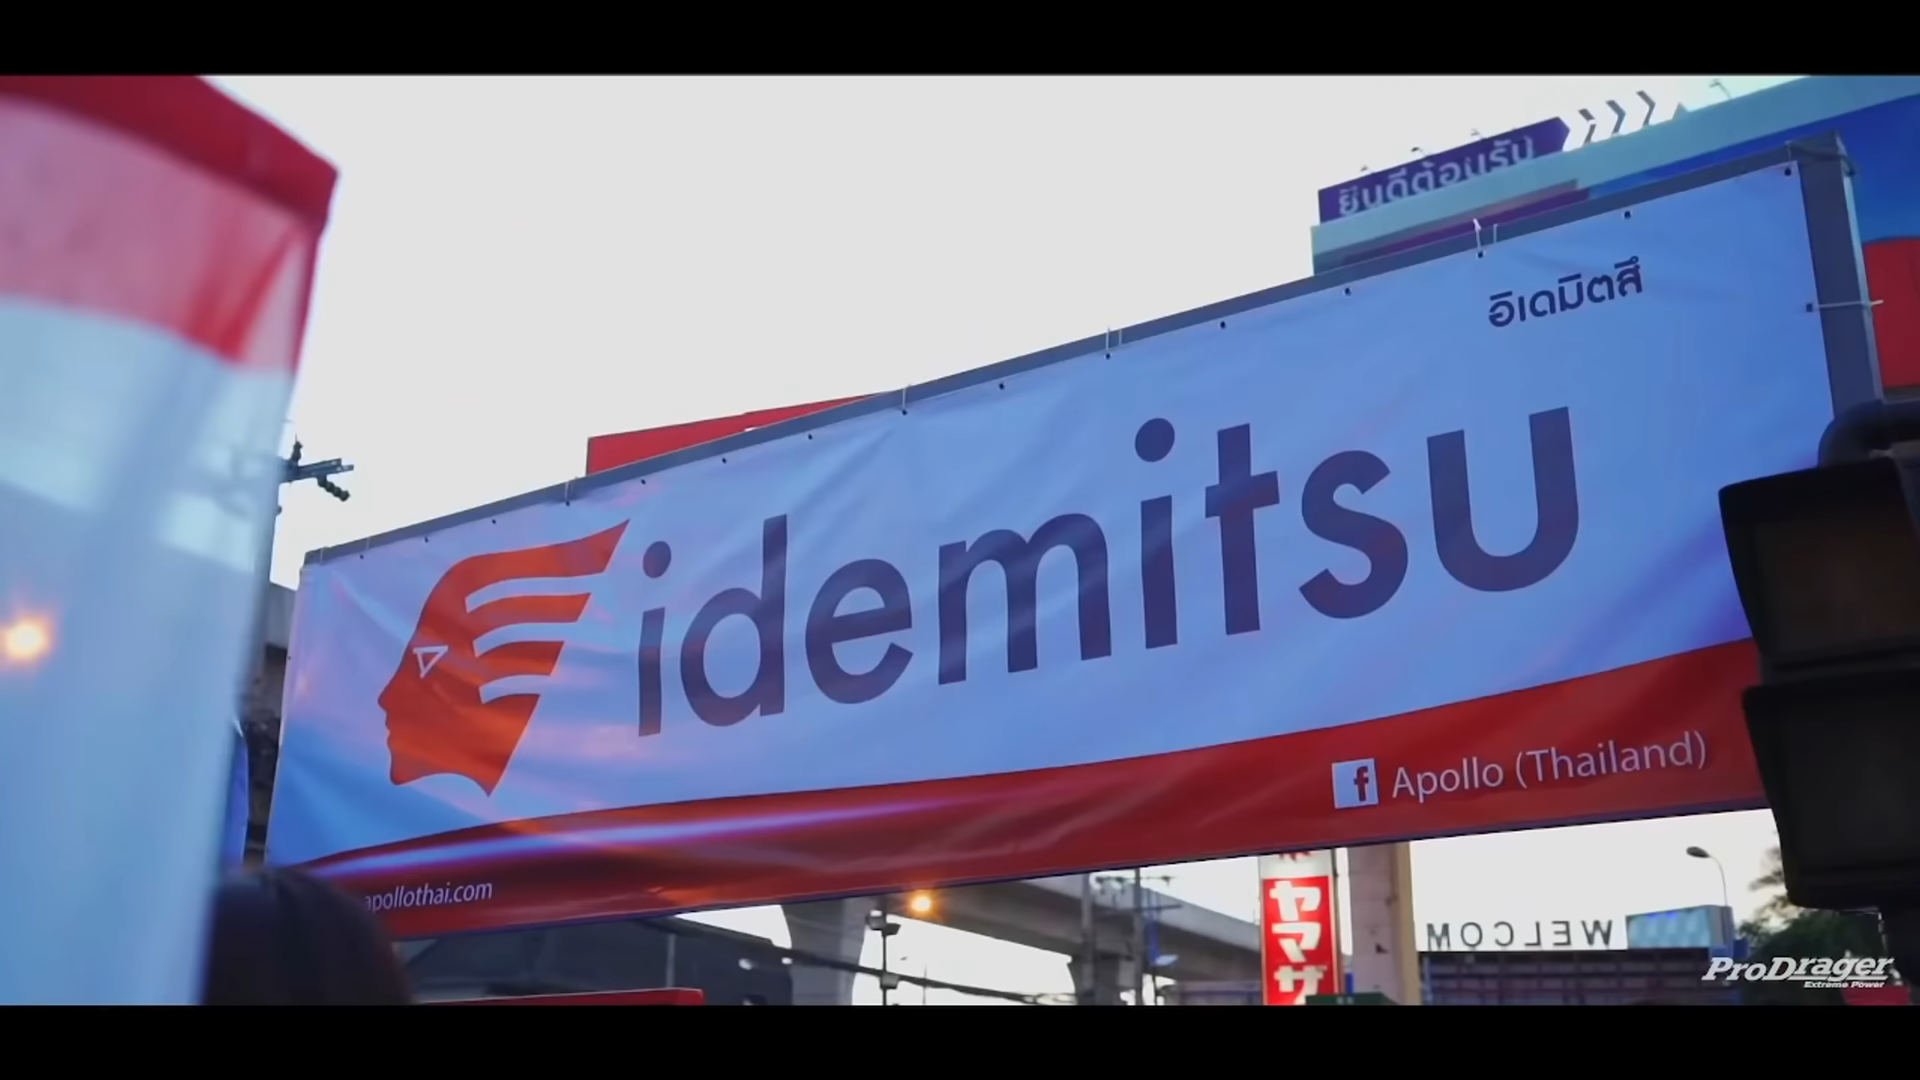 ยินดีต้อนรับ
อิเดมิตสึ
idemitsu
f Apollo (Thailand)
apollothai.com
ヤマザ
WELCOM
ProDrager
Extreme Power